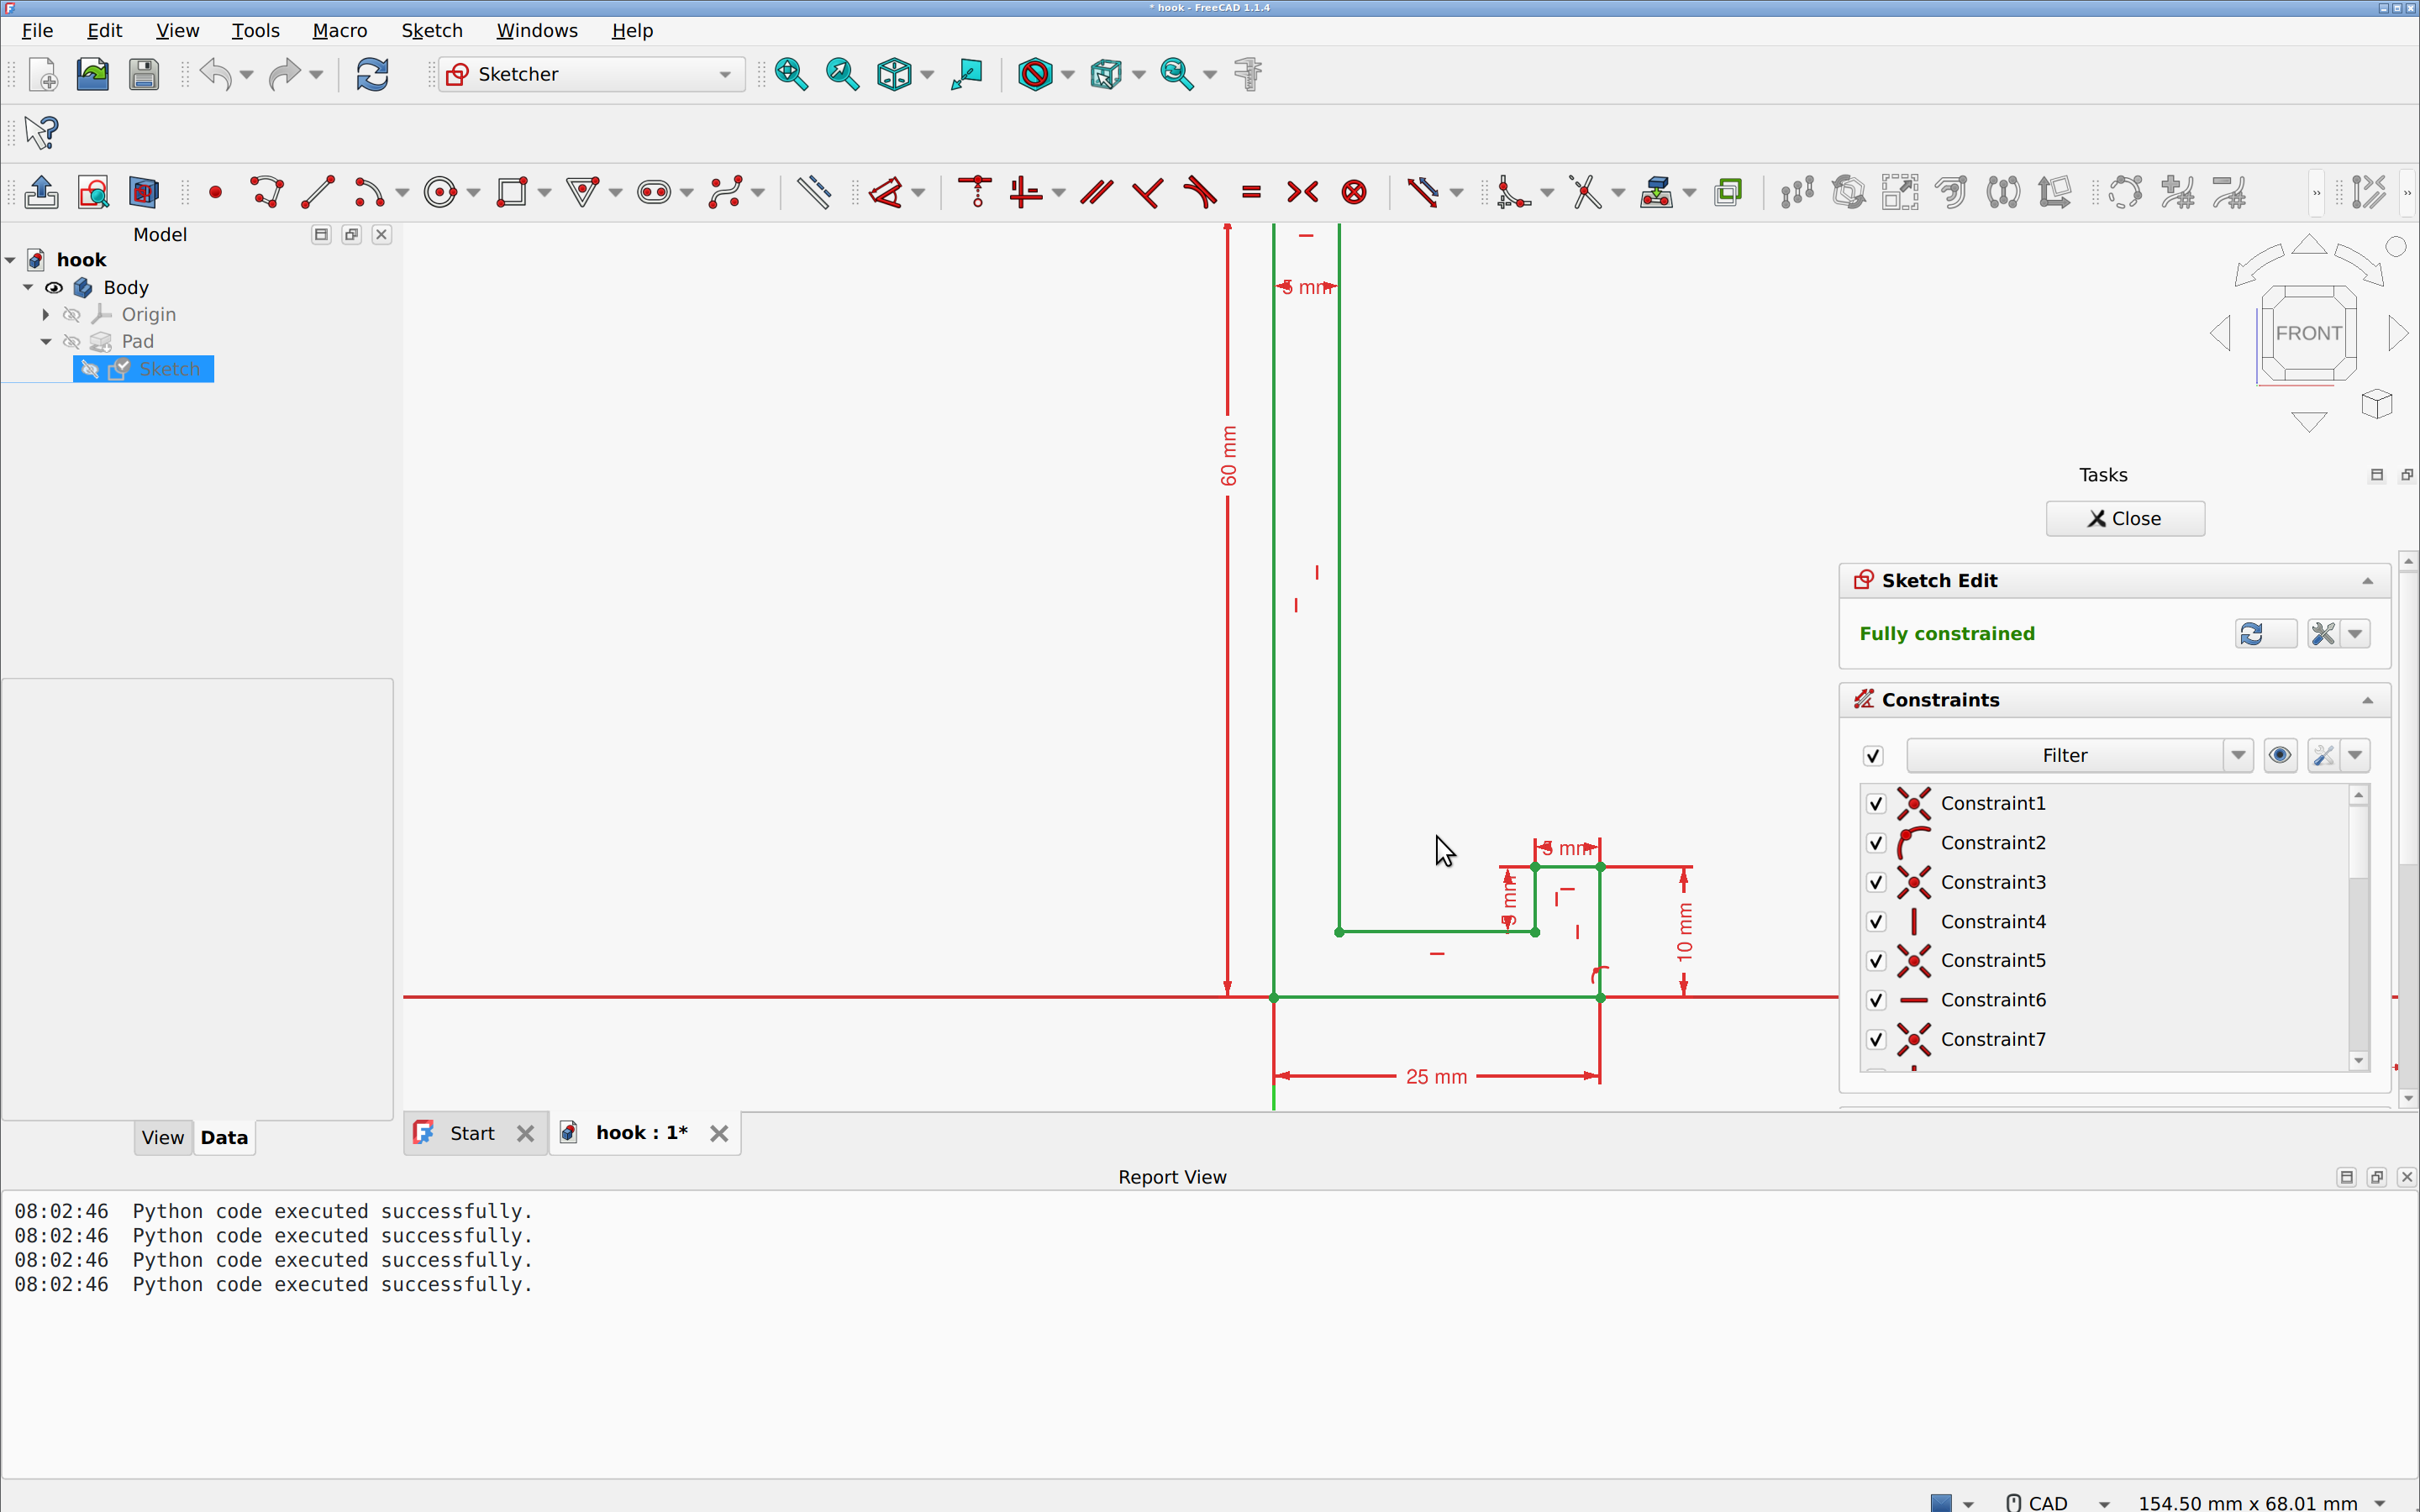 * hook - FreeCAD 1.1.4
File Edit View Tools Macro Sketch Windows Help
Sketcher
Model
hook
Body
Origin
Pad
Sketch
View Data
60 mm
5 mm
5 mm
5 mm
10 mm
25 mm
FRONT
Tasks
Close
Sketch Edit
Fully constrained
Constraints
Filter
Constraint1
Constraint2
Constraint3
Constraint4
Constraint5
Constraint6
Constraint7
Start hook : 1*
Report View
08:02:46 Python code executed successfully.
08:02:46 Python code executed successfully.
08:02:46 Python code executed successfully.
08:02:46 Python code executed successfully.
CAD 154.50 mm x 68.01 mm